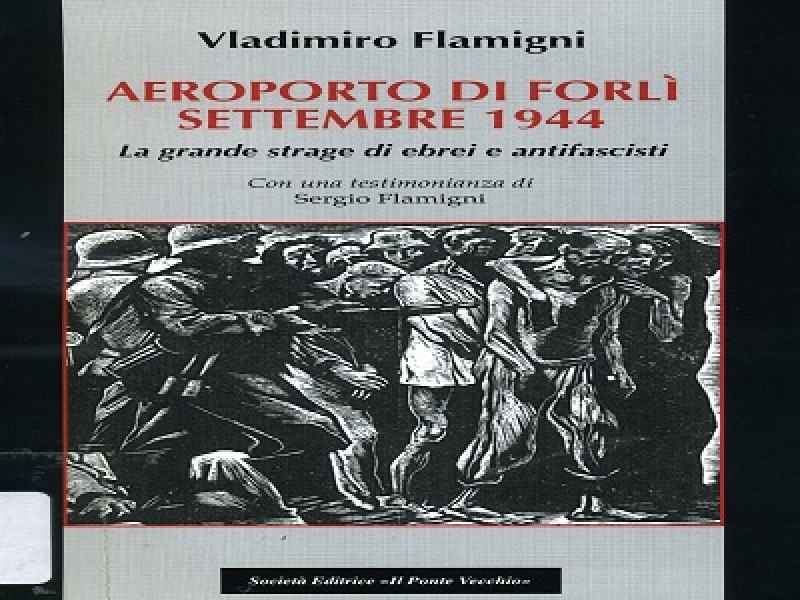 Vladimiro Flamigni
AEROPORTO DI FORLÌ
SETTEMBRE 1944
La grande strage di ebrei e antifascisti
Con una testimonianza di
Sergio Flamigni
Società Editrice «Il Ponte Vecchio»